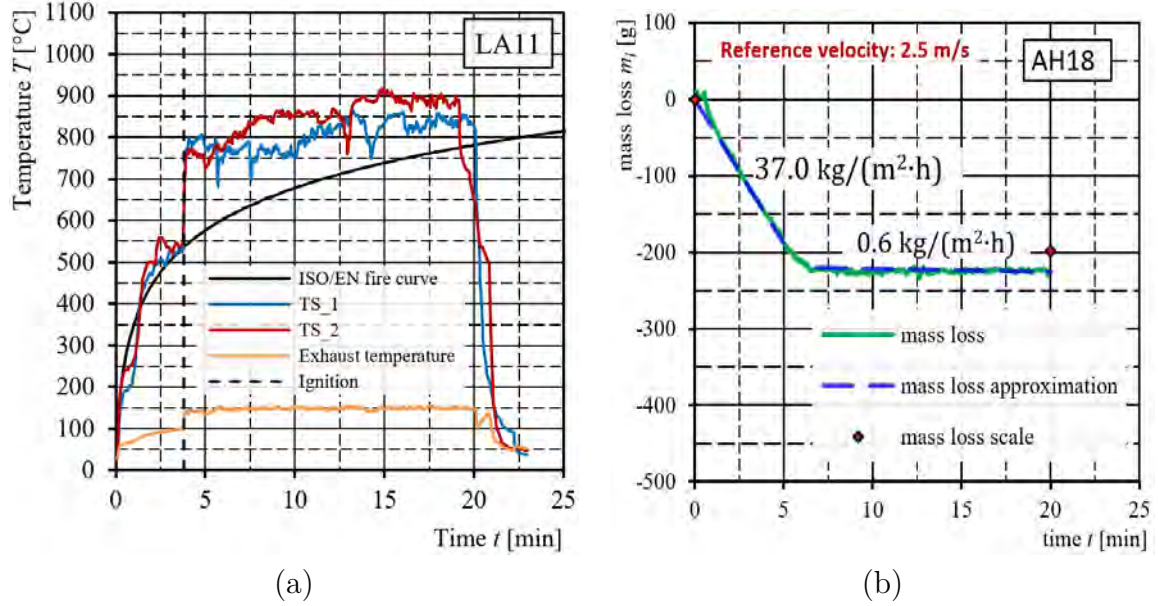 LA11
Temperature T [°C]
1100
1000
900
800
700
600
500
400
300
200
100
0
ISO/EN fire curve
TS_1
TS_2
Exhaust temperature
Ignition
0 5 10 15 20 25
Time t [min]
(a)
Reference velocity: 2.5 m/s
AH18
mass loss m_l [g]
100
0
-100
-200
-300
-400
-500
37.0 kg/(m²·h)
0.6 kg/(m²·h)
mass loss
mass loss approximation
mass loss scale
0 5 10 15 20 25
time t [min]
(b)